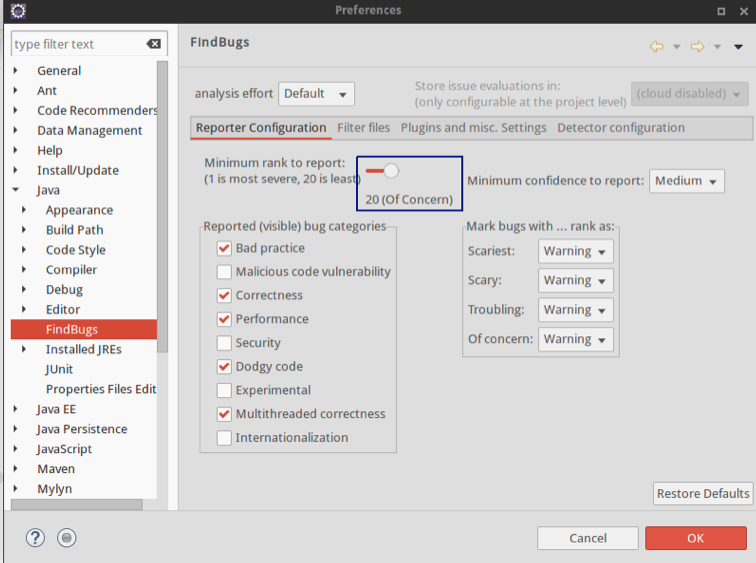 Preferences
type filter text
General
Ant
Code Recommenders
Data Management
Help
Install/Update
Java
Appearance
Build Path
Code Style
Compiler
Debug
Editor
FindBugs
Installed JREs
JUnit
Properties Files Edit
Java EE
Java Persistence
JavaScript
Maven
Mylyn
FindBugs
analysis effort Default
Store issue evaluations in:
(only configurable at the project level) (cloud disabled)
Reporter Configuration Filter files Plugins and misc. Settings Detector configuration
Minimum rank to report:
(1 is most severe, 20 is least)
20 (Of Concern)
Minimum confidence to report: Medium
Reported (visible) bug categories
Bad practice
Malicious code vulnerability
Correctness
Performance
Security
Dodgy code
Experimental
Multithreaded correctness
Internationalization
Mark bugs with ... rank as:
Scariest: Warning
Scary: Warning
Troubling: Warning
Of concern: Warning
Restore Defaults
? Cancel OK